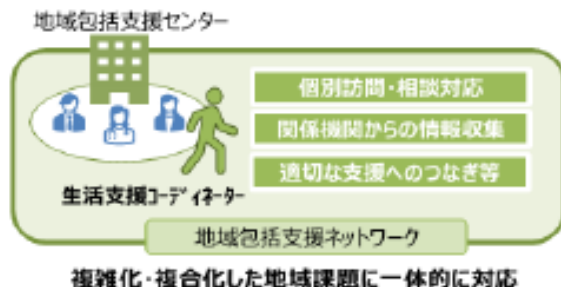 地域包括支援センター
個別訪問・相談対応
関係機関からの情報収集
適切な支援へのつなぎ等
生活支援コーディネーター
地域包括支援ネットワーク
複雑化・複合化した地域課題に一体的に対応